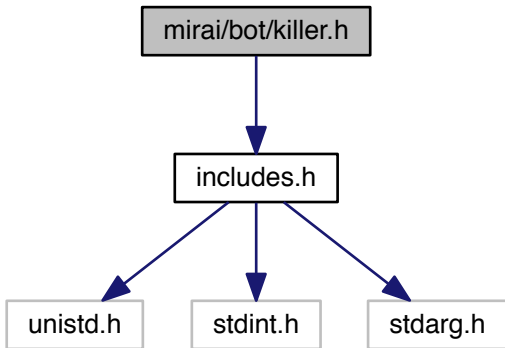 mirai/bot/killer.h
includes.h
unistd.h
stdint.h
stdarg.h